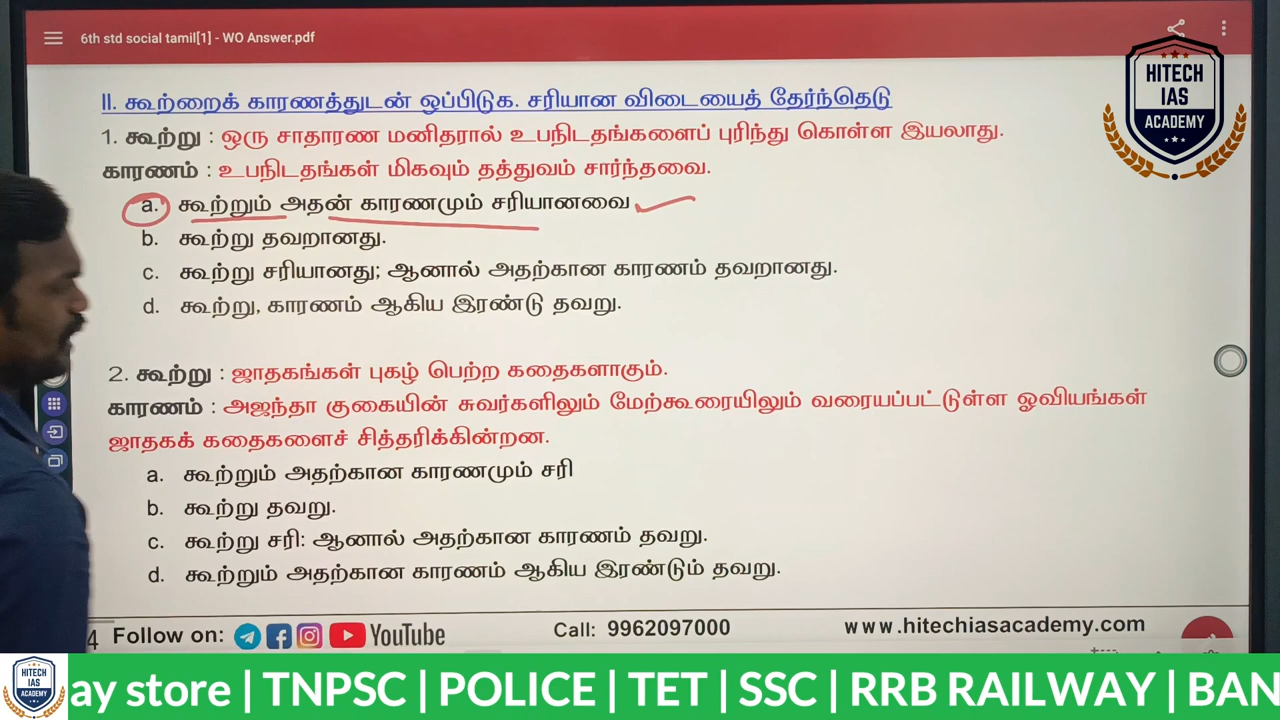 6th std social tamil[1] - WO Answer.pdf
HITECH
IAS
ACADEMY
II. கூற்றைக் காரணத்துடன் ஒப்பிடுக. சரியான விடையைத் தேர்ந்தெடு
1. கூற்று : ஒரு சாதாரண மனிதரால் உபநிடதங்களைப் புரிந்து கொள்ள இயலாது.
காரணம் : உபநிடதங்கள் மிகவும் தத்துவம் சார்ந்தவை.
a. கூற்றும் அதன் காரணமும் சரியானவை
b. கூற்று தவறானது.
c. கூற்று சரியானது; ஆனால் அதற்கான காரணம் தவறானது.
d. கூற்று, காரணம் ஆகிய இரண்டு தவறு.
2. கூற்று : ஜாதகங்கள் புகழ் பெற்ற கதைகளாகும்.
காரணம் : அஜந்தா குகையின் சுவர்களிலும் மேற்கூரையிலும் வரையப்பட்டுள்ள ஓவியங்கள்
ஜாதகக் கதைகளைச் சித்தரிக்கின்றன.
a. கூற்றும் அதற்கான காரணமும் சரி
b. கூற்று தவறு.
c. கூற்று சரி: ஆனால் அதற்கான காரணம் தவறு.
d. கூற்றும் அதற்கான காரணம் ஆகிய இரண்டும் தவறு.
4 Follow on: YouTube Call: 9962097000 www.hitechiasacademy.com
HITECH
IAS
ACADEMY
ay store | TNPSC | POLICE | TET | SSC | RRB RAILWAY | BAN